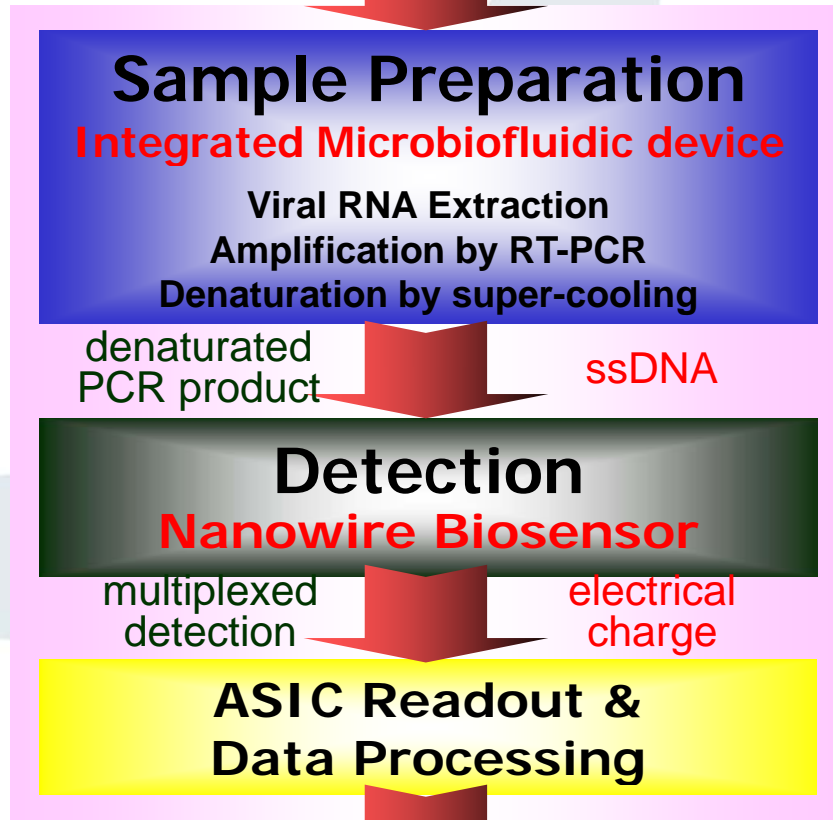 Sample Preparation
Integrated Microbiofluidic device
Viral RNA Extraction
Amplification by RT-PCR
Denaturation by super-cooling
denaturated
PCR product
ssDNA
Detection
Nanowire Biosensor
multiplexed
detection
electrical
charge
ASIC Readout &
Data Processing